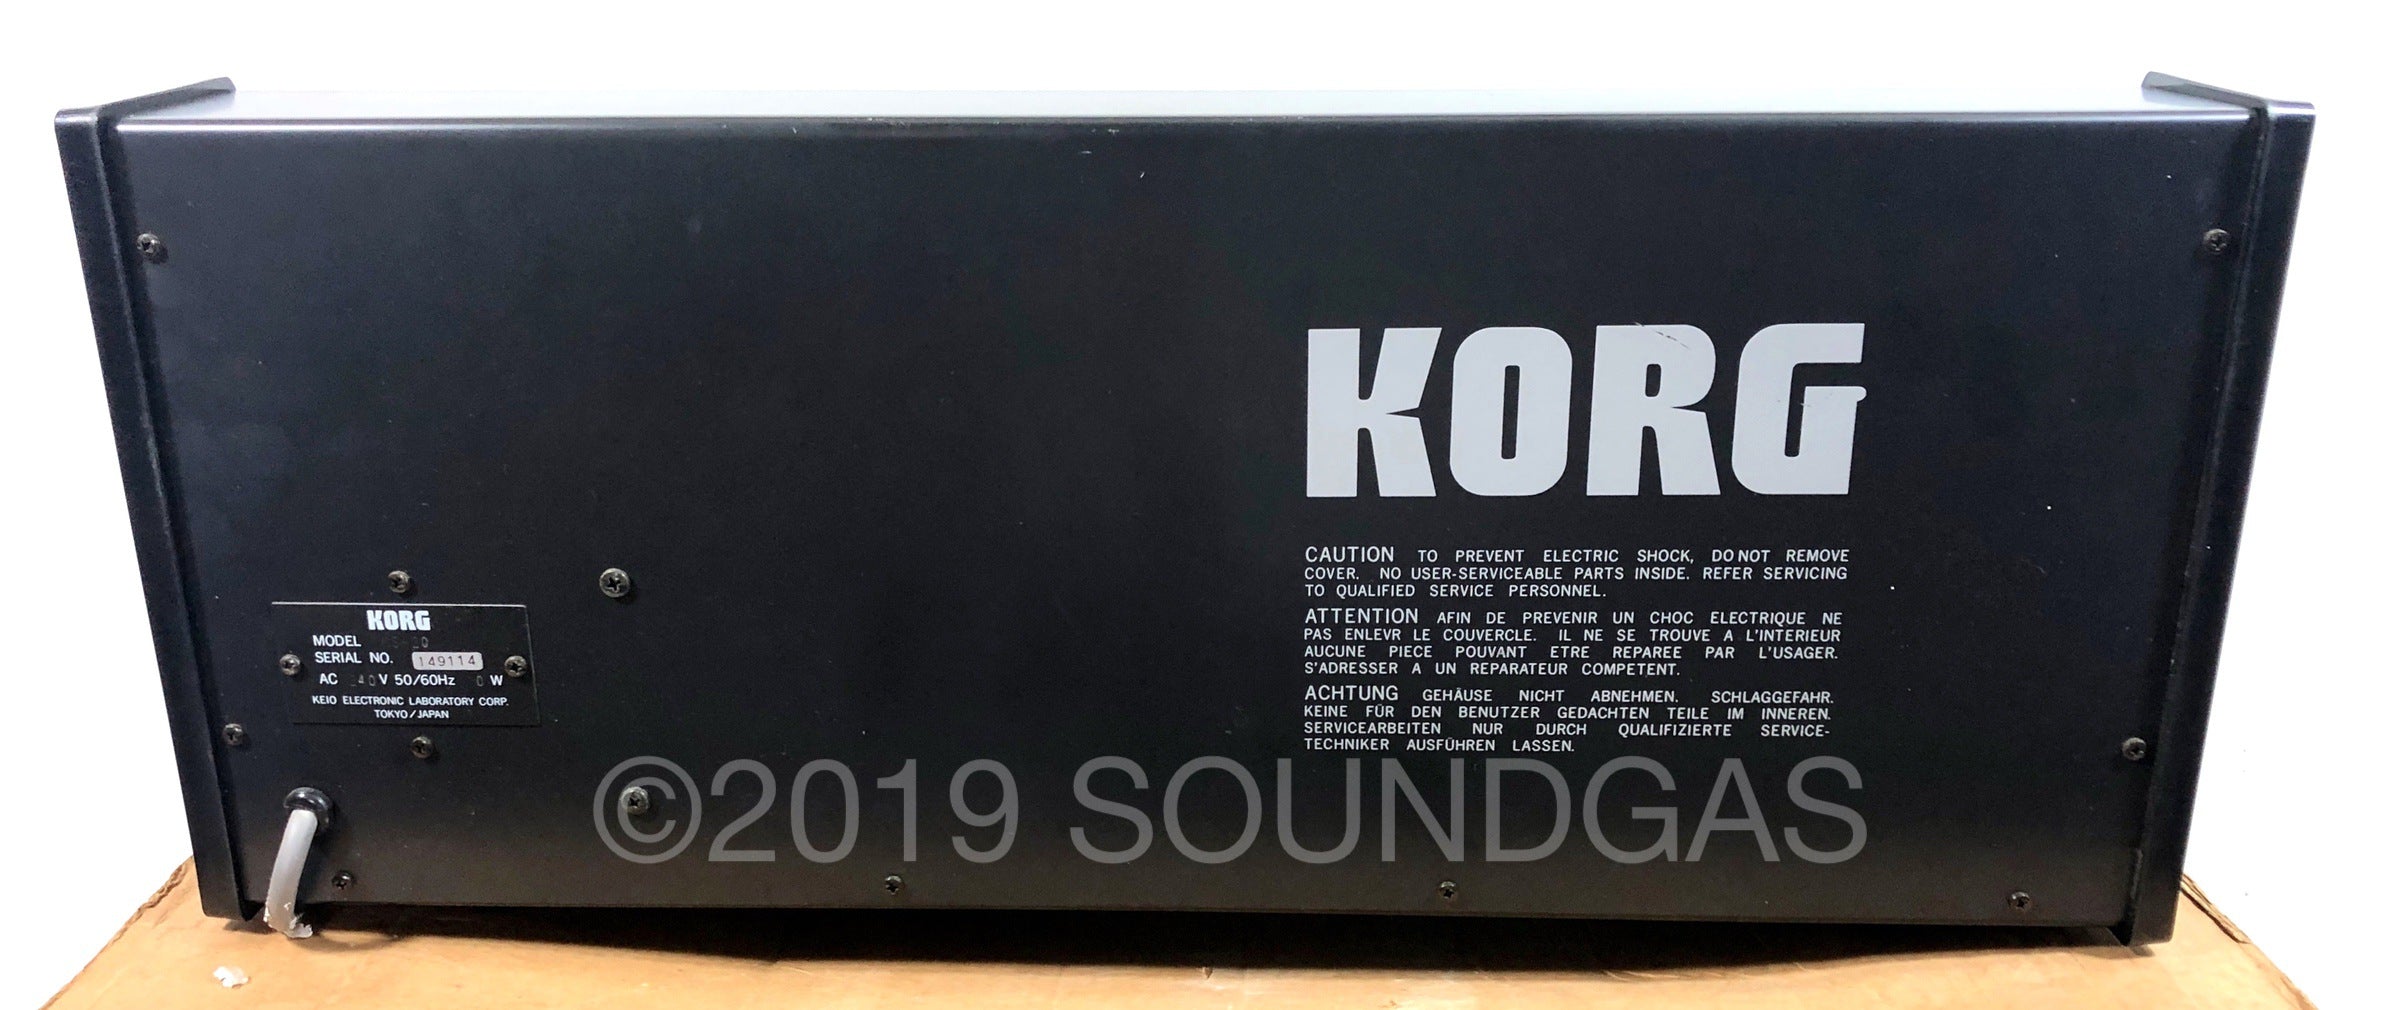 KORG
CAUTION TO PREVENT ELECTRIC SHOCK, DO NOT REMOVE
COVER. NO USER-SERVICEABLE PARTS INSIDE. REFER SERVICING
TO QUALIFIED SERVICE PERSONNEL.
ATTENTION AFIN DE PREVENIR UN CHOC ELECTRIQUE NE
PAS ENLEVR LE COUVERCLE. IL NE SE TROUVE A L'INTERIEUR
AUCUNE PIECE POUVANT ETRE REPAREE PAR L'USAGER.
S'ADRESSER A UN REPARATEUR COMPETENT.
ACHTUNG GEHÄUSE NICHT ABNEHMEN. SCHLAGGEFAHR.
KEINE FÜR DEN BENUTZER GEDACHTEN TEILE IM INNEREN.
SERVICEARBEITEN NUR DURCH QUALIFIZIERTE SERVICE-
TECHNIKER AUSFÜHREN LASSEN.
KORG
MODEL
SERIAL NO. 149114
AC V 50/60Hz W
KEIO ELECTRONIC LABORATORY CORP.
TOKYO/JAPAN
©2019 SOUNDGAS